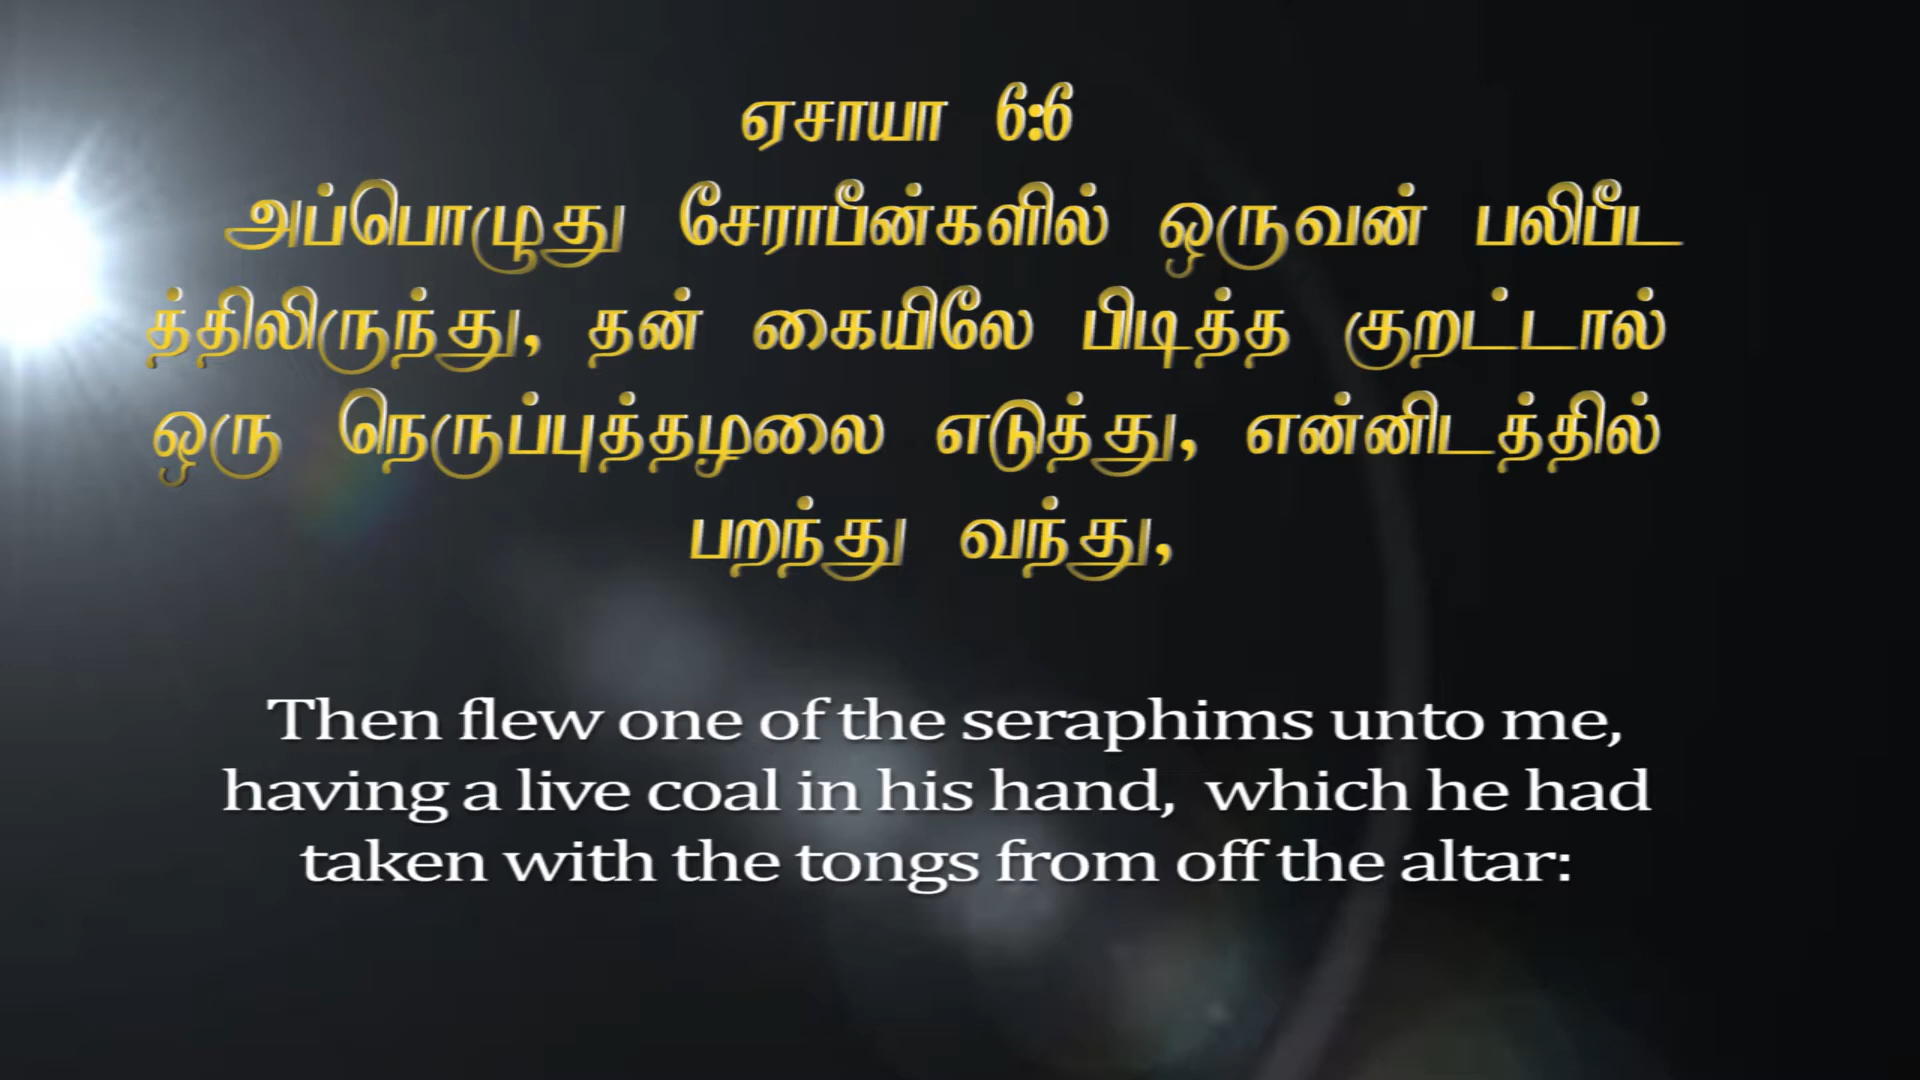 ஏசாயா 6:6
அப்பொழுது சேராபீன்களில் ஒருவன் பலிபீட
த்திலிருந்து, தன் கையிலே பிடித்த குறட்டால்
ஒரு நெருப்புத்தழலை எடுத்து, என்னிடத்தில்
பறந்து வந்து,
Then flew one of the seraphims unto me,
having a live coal in his hand, which he had
taken with the tongs from off the altar: